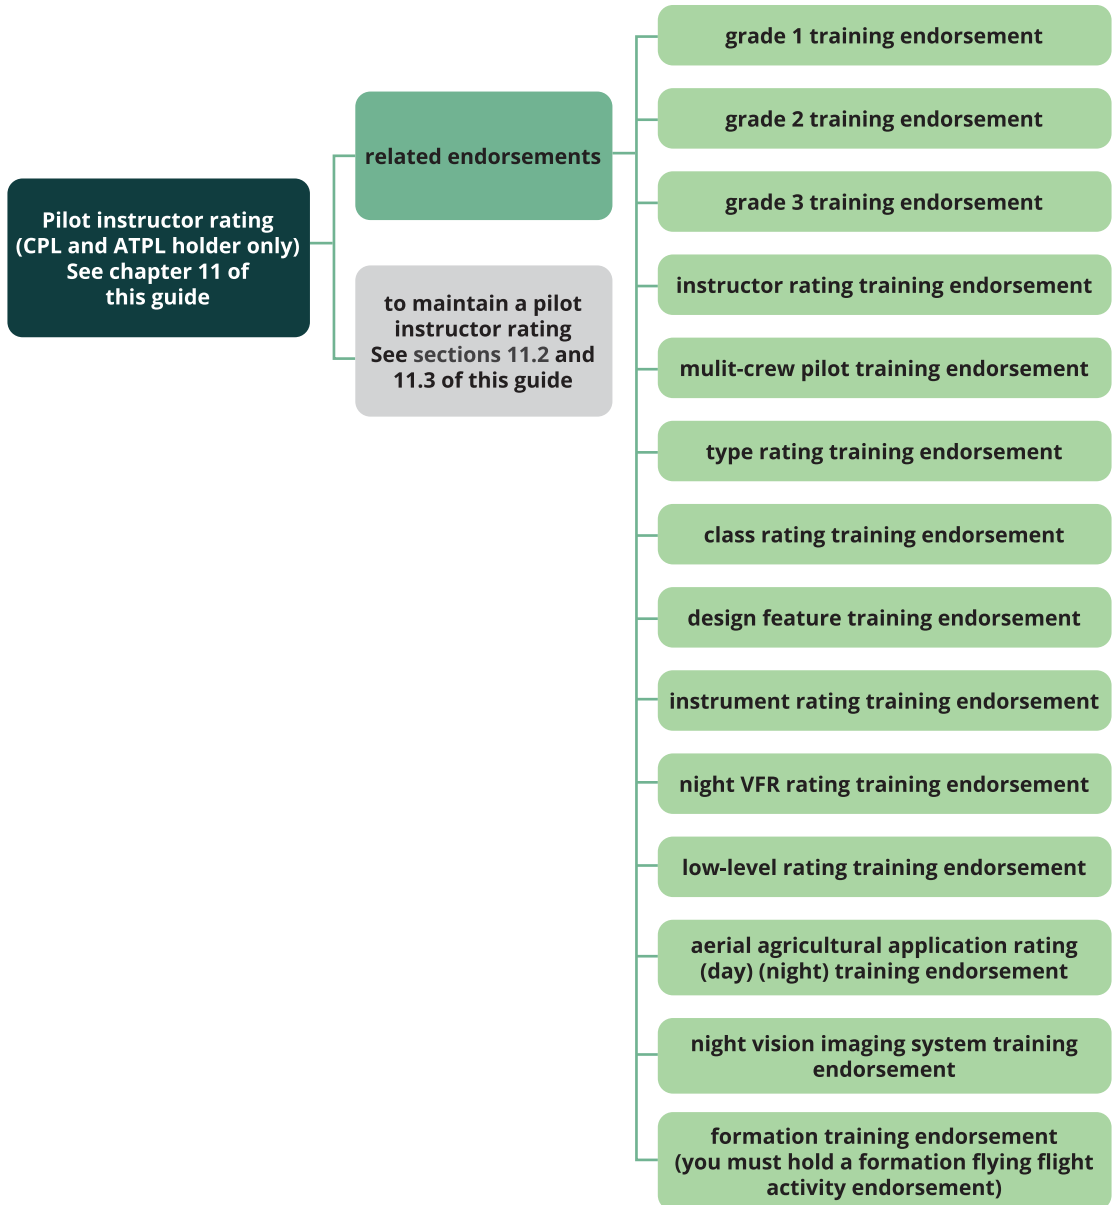 Pilot instructor rating
(CPL and ATPL holder only)
See chapter 11 of
this guide
related endorsements
to maintain a pilot
instructor rating
See sections 11.2 and
11.3 of this guide
grade 1 training endorsement
grade 2 training endorsement
grade 3 training endorsement
instructor rating training endorsement
mulit-crew pilot training endorsement
type rating training endorsement
class rating training endorsement
design feature training endorsement
instrument rating training endorsement
night VFR rating training endorsement
low-level rating training endorsement
aerial agricultural application rating
(day) (night) training endorsement
night vision imaging system training
endorsement
formation training endorsement
(you must hold a formation flying flight
activity endorsement)